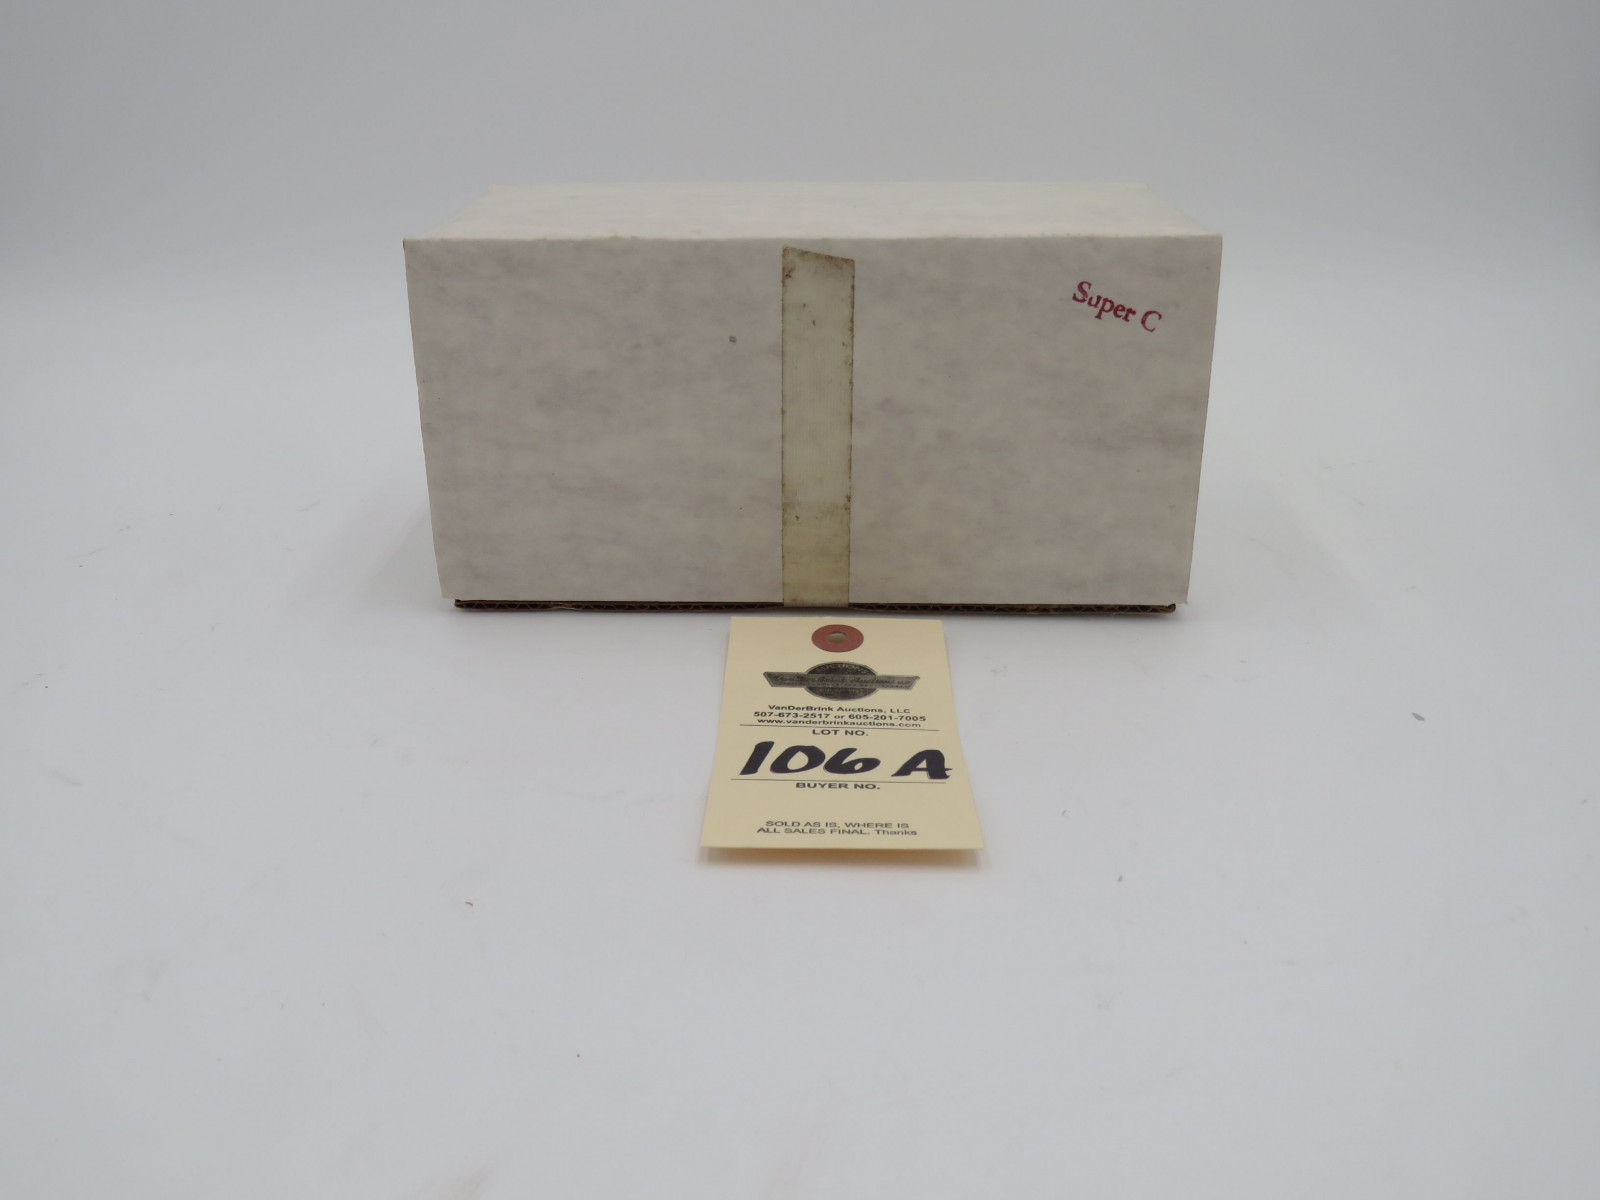 Super C
VanDerBrink Auctions, LLC
507-673-2517 or 605-201-7005
www.vanderbrinkauctions.com
LOT NO.
106 A
BUYER NO.
SOLD AS IS, WHERE IS
ALL SALES FINAL. Thanks